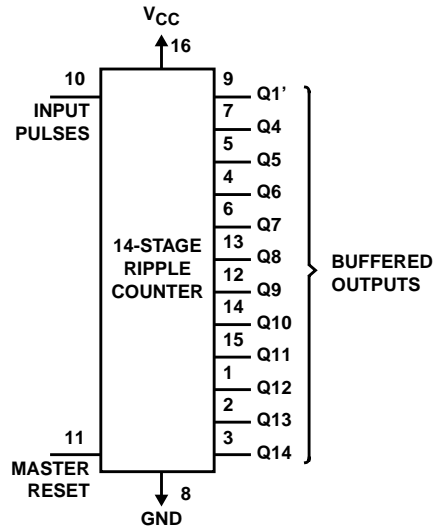 VCC
16
10
INPUT
PULSES
9
Q1'
7
Q4
5
Q5
4
Q6
6
Q7
14-STAGE
RIPPLE
COUNTER
13
Q8
12
Q9
14
Q10
15
Q11
1
Q12
2
Q13
3
Q14
BUFFERED
OUTPUTS
11
MASTER
RESET
8
GND